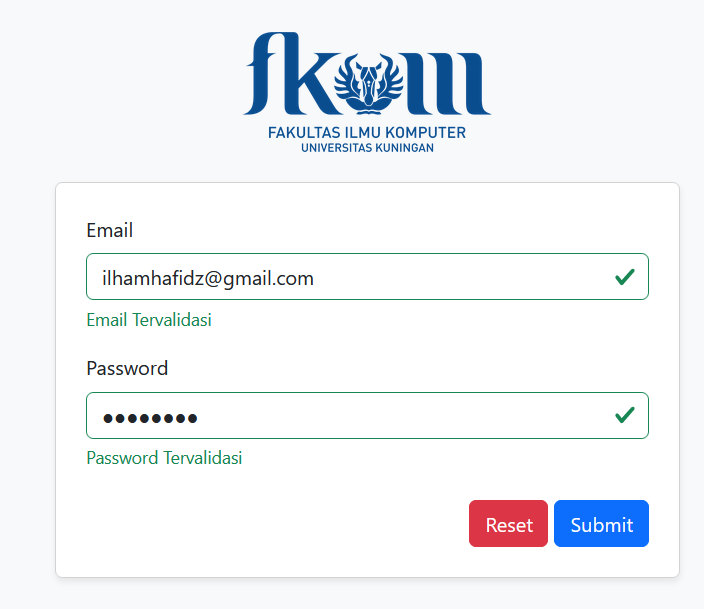 fkom
FAKULTAS ILMU KOMPUTER
UNIVERSITAS KUNINGAN
Email
ilhamhafidz@gmail.com
Email Tervalidasi
Password
••••••••
Password Tervalidasi
Reset Submit